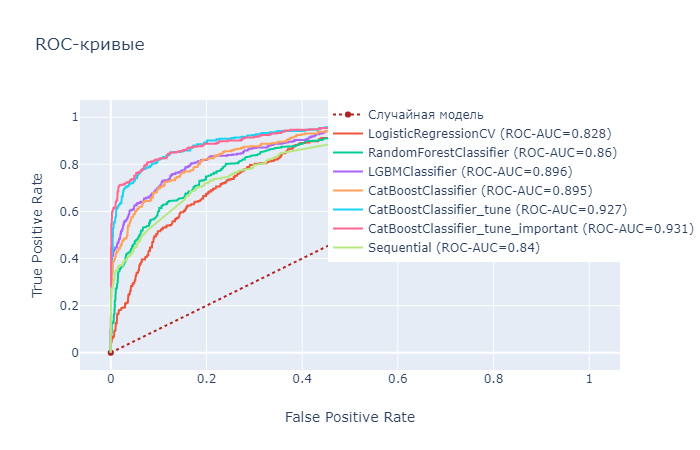 ROC-кривые
Случайная модель
LogisticRegressionCV (ROC-AUC=0.828)
RandomForestClassifier (ROC-AUC=0.86)
LGBMClassifier (ROC-AUC=0.896)
CatBoostClassifier (ROC-AUC=0.895)
CatBoostClassifier_tune (ROC-AUC=0.927)
CatBoostClassifier_tune_important (ROC-AUC=0.931)
Sequential (ROC-AUC=0.84)
True Positive Rate
1
0.8
0.6
0.4
0.2
0
0 0.2 0.4 0.6 0.8 1
False Positive Rate